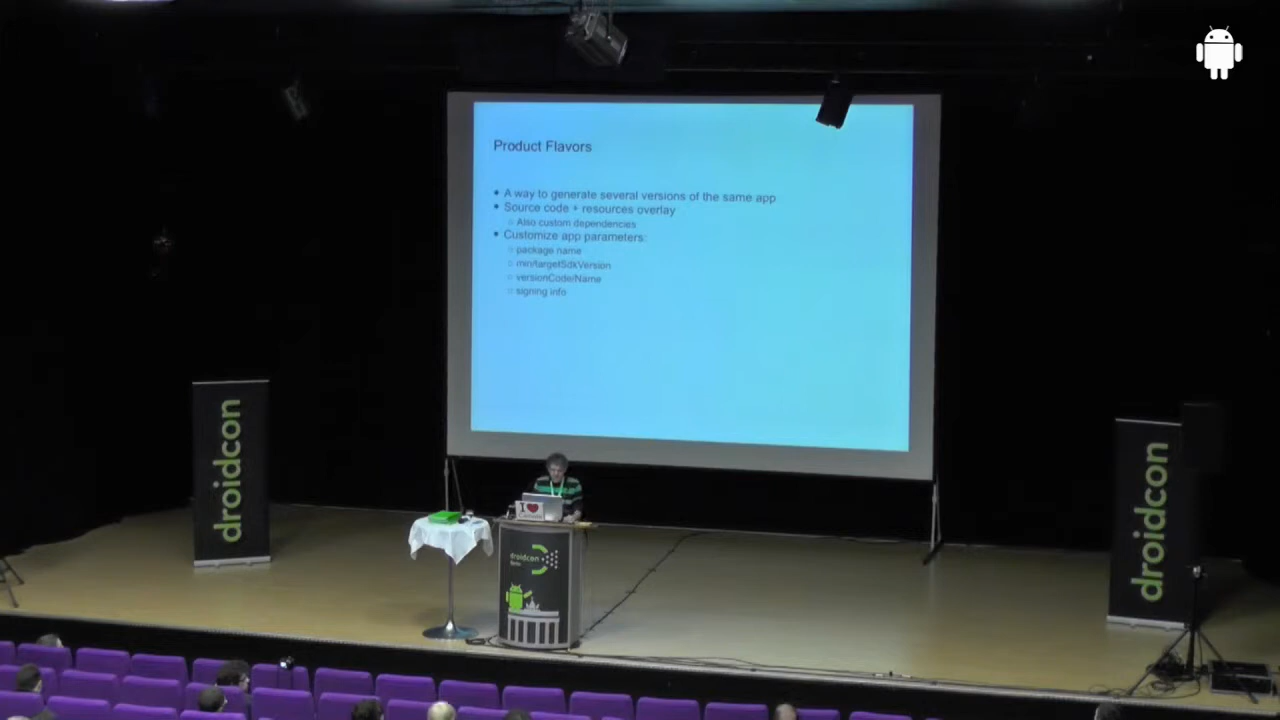 Product Flavors
A way to generate several versions of the same app
Source code + resources overlay
Also custom dependencies
Customize app parameters:
package name
min/targetSdkVersion
versionCode/Name
signing info
droidcon
droidcon
I
droidcon